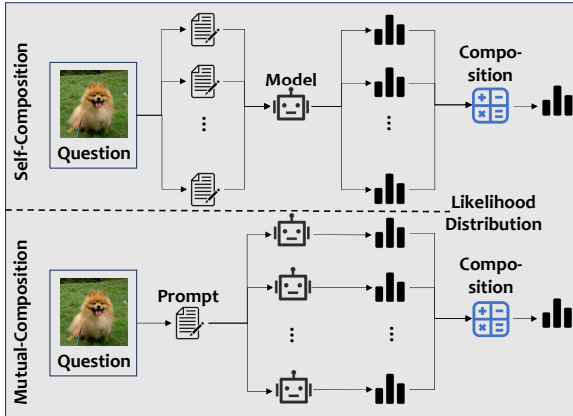 Self-Composition
Question
Model
Compo-
sition
Likelihood
Distribution
Mutual-Composition
Question
Prompt
Compo-
sition